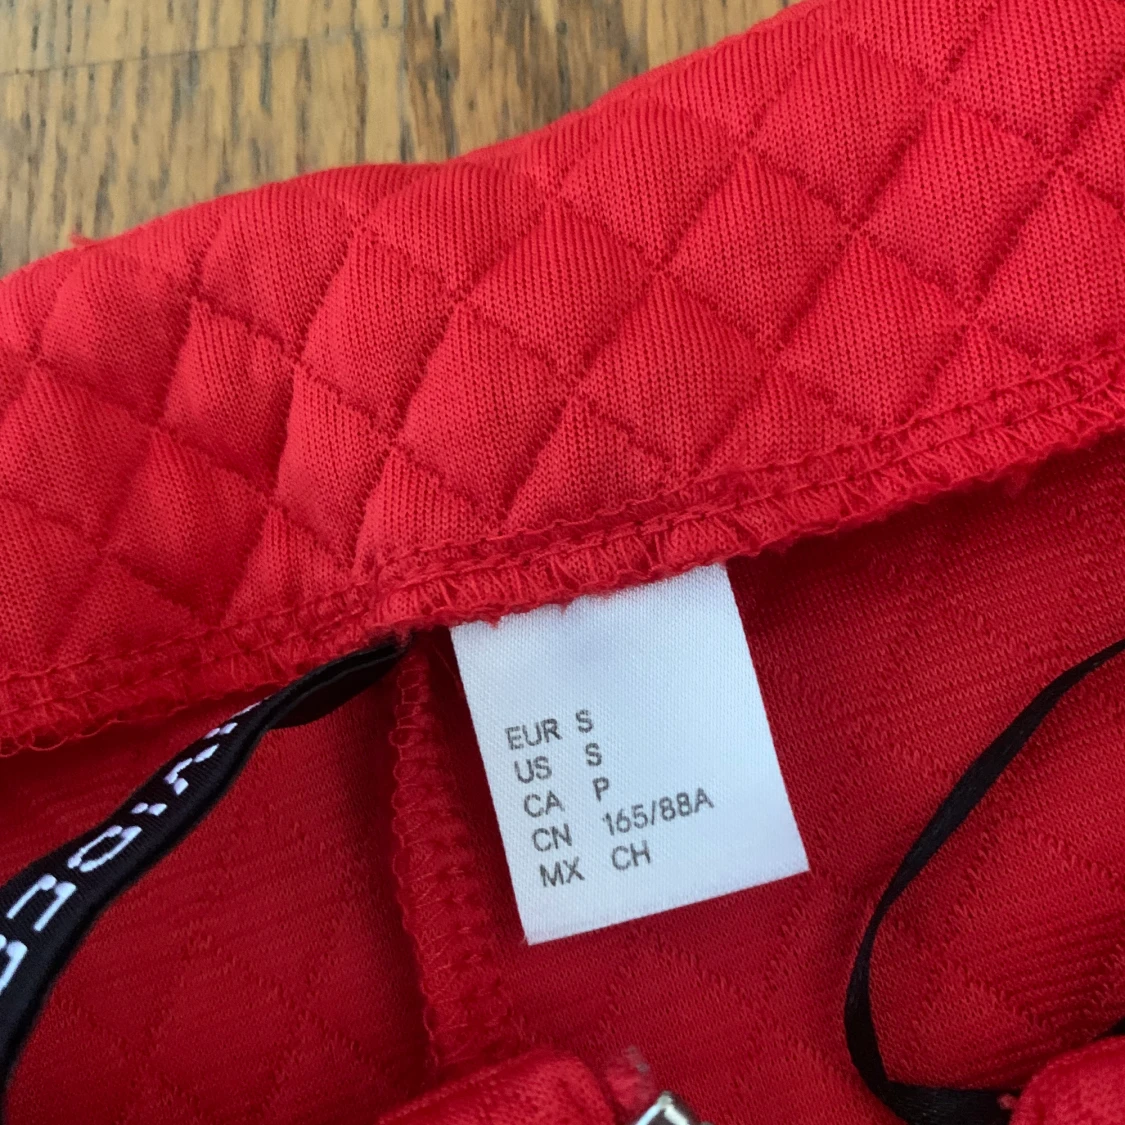 EUR S
US S
CA P
CN 165/88A
MX CH